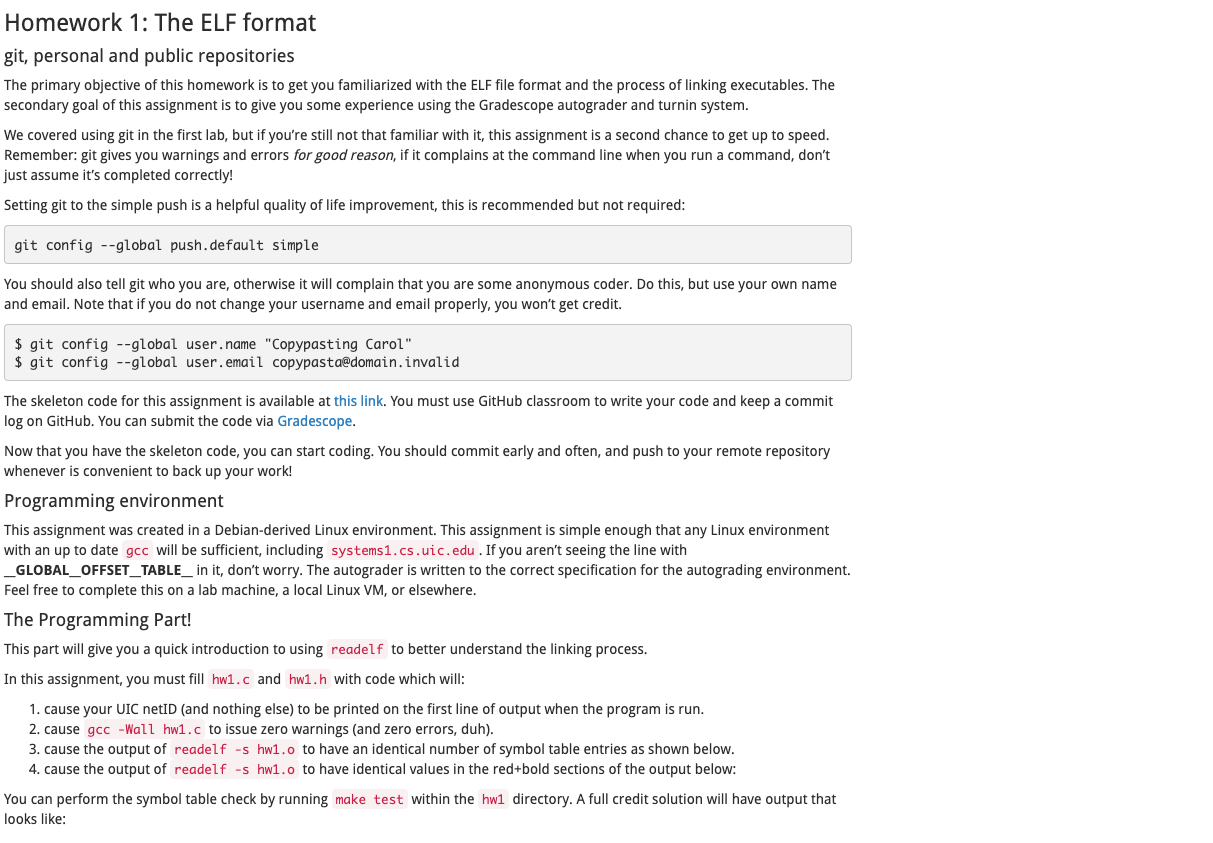 Homework 1: The ELF format
git, personal and public repositories
The primary objective of this homework is to get you familiarized with the ELF file format and the process of linking executables. The
secondary goal of this assignment is to give you some experience using the Gradescope autograder and turnin system.
We covered using git in the first lab, but if you’re still not that familiar with it, this assignment is a second chance to get up to speed.
Remember: git gives you warnings and errors for good reason, if it complains at the command line when you run a command, don’t
just assume it’s completed correctly!
Setting git to the simple push is a helpful quality of life improvement, this is recommended but not required:
git config --global push.default simple
You should also tell git who you are, otherwise it will complain that you are some anonymous coder. Do this, but use your own name
and email. Note that if you do not change your username and email properly, you won’t get credit.
$ git config --global user.name "Copypasting Carol"
$ git config --global user.email copypasta@domain.invalid
The skeleton code for this assignment is available at this link. You must use GitHub classroom to write your code and keep a commit
log on GitHub. You can submit the code via Gradescope.
Now that you have the skeleton code, you can start coding. You should commit early and often, and push to your remote repository
whenever is convenient to back up your work!
Programming environment
This assignment was created in a Debian-derived Linux environment. This assignment is simple enough that any Linux environment
with an up to date gcc will be sufficient, including systems1.cs.uic.edu. If you aren’t seeing the line with
__GLOBAL__OFFSET__TABLE__ in it, don’t worry. The autograder is written to the correct specification for the autograding environment.
Feel free to complete this on a lab machine, a local Linux VM, or elsewhere.
The Programming Part!
This part will give you a quick introduction to using readelf to better understand the linking process.
In this assignment, you must fill hw1.c and hw1.h with code which will:
1. cause your UIC netID (and nothing else) to be printed on the first line of output when the program is run.
2. cause gcc -Wall hw1.c to issue zero warnings (and zero errors, duh).
3. cause the output of readelf -s hw1.o to have an identical number of symbol table entries as shown below.
4. cause the output of readelf -s hw1.o to have identical values in the red+bold sections of the output below:
You can perform the symbol table check by running make test within the hw1 directory. A full credit solution will have output that
looks like: